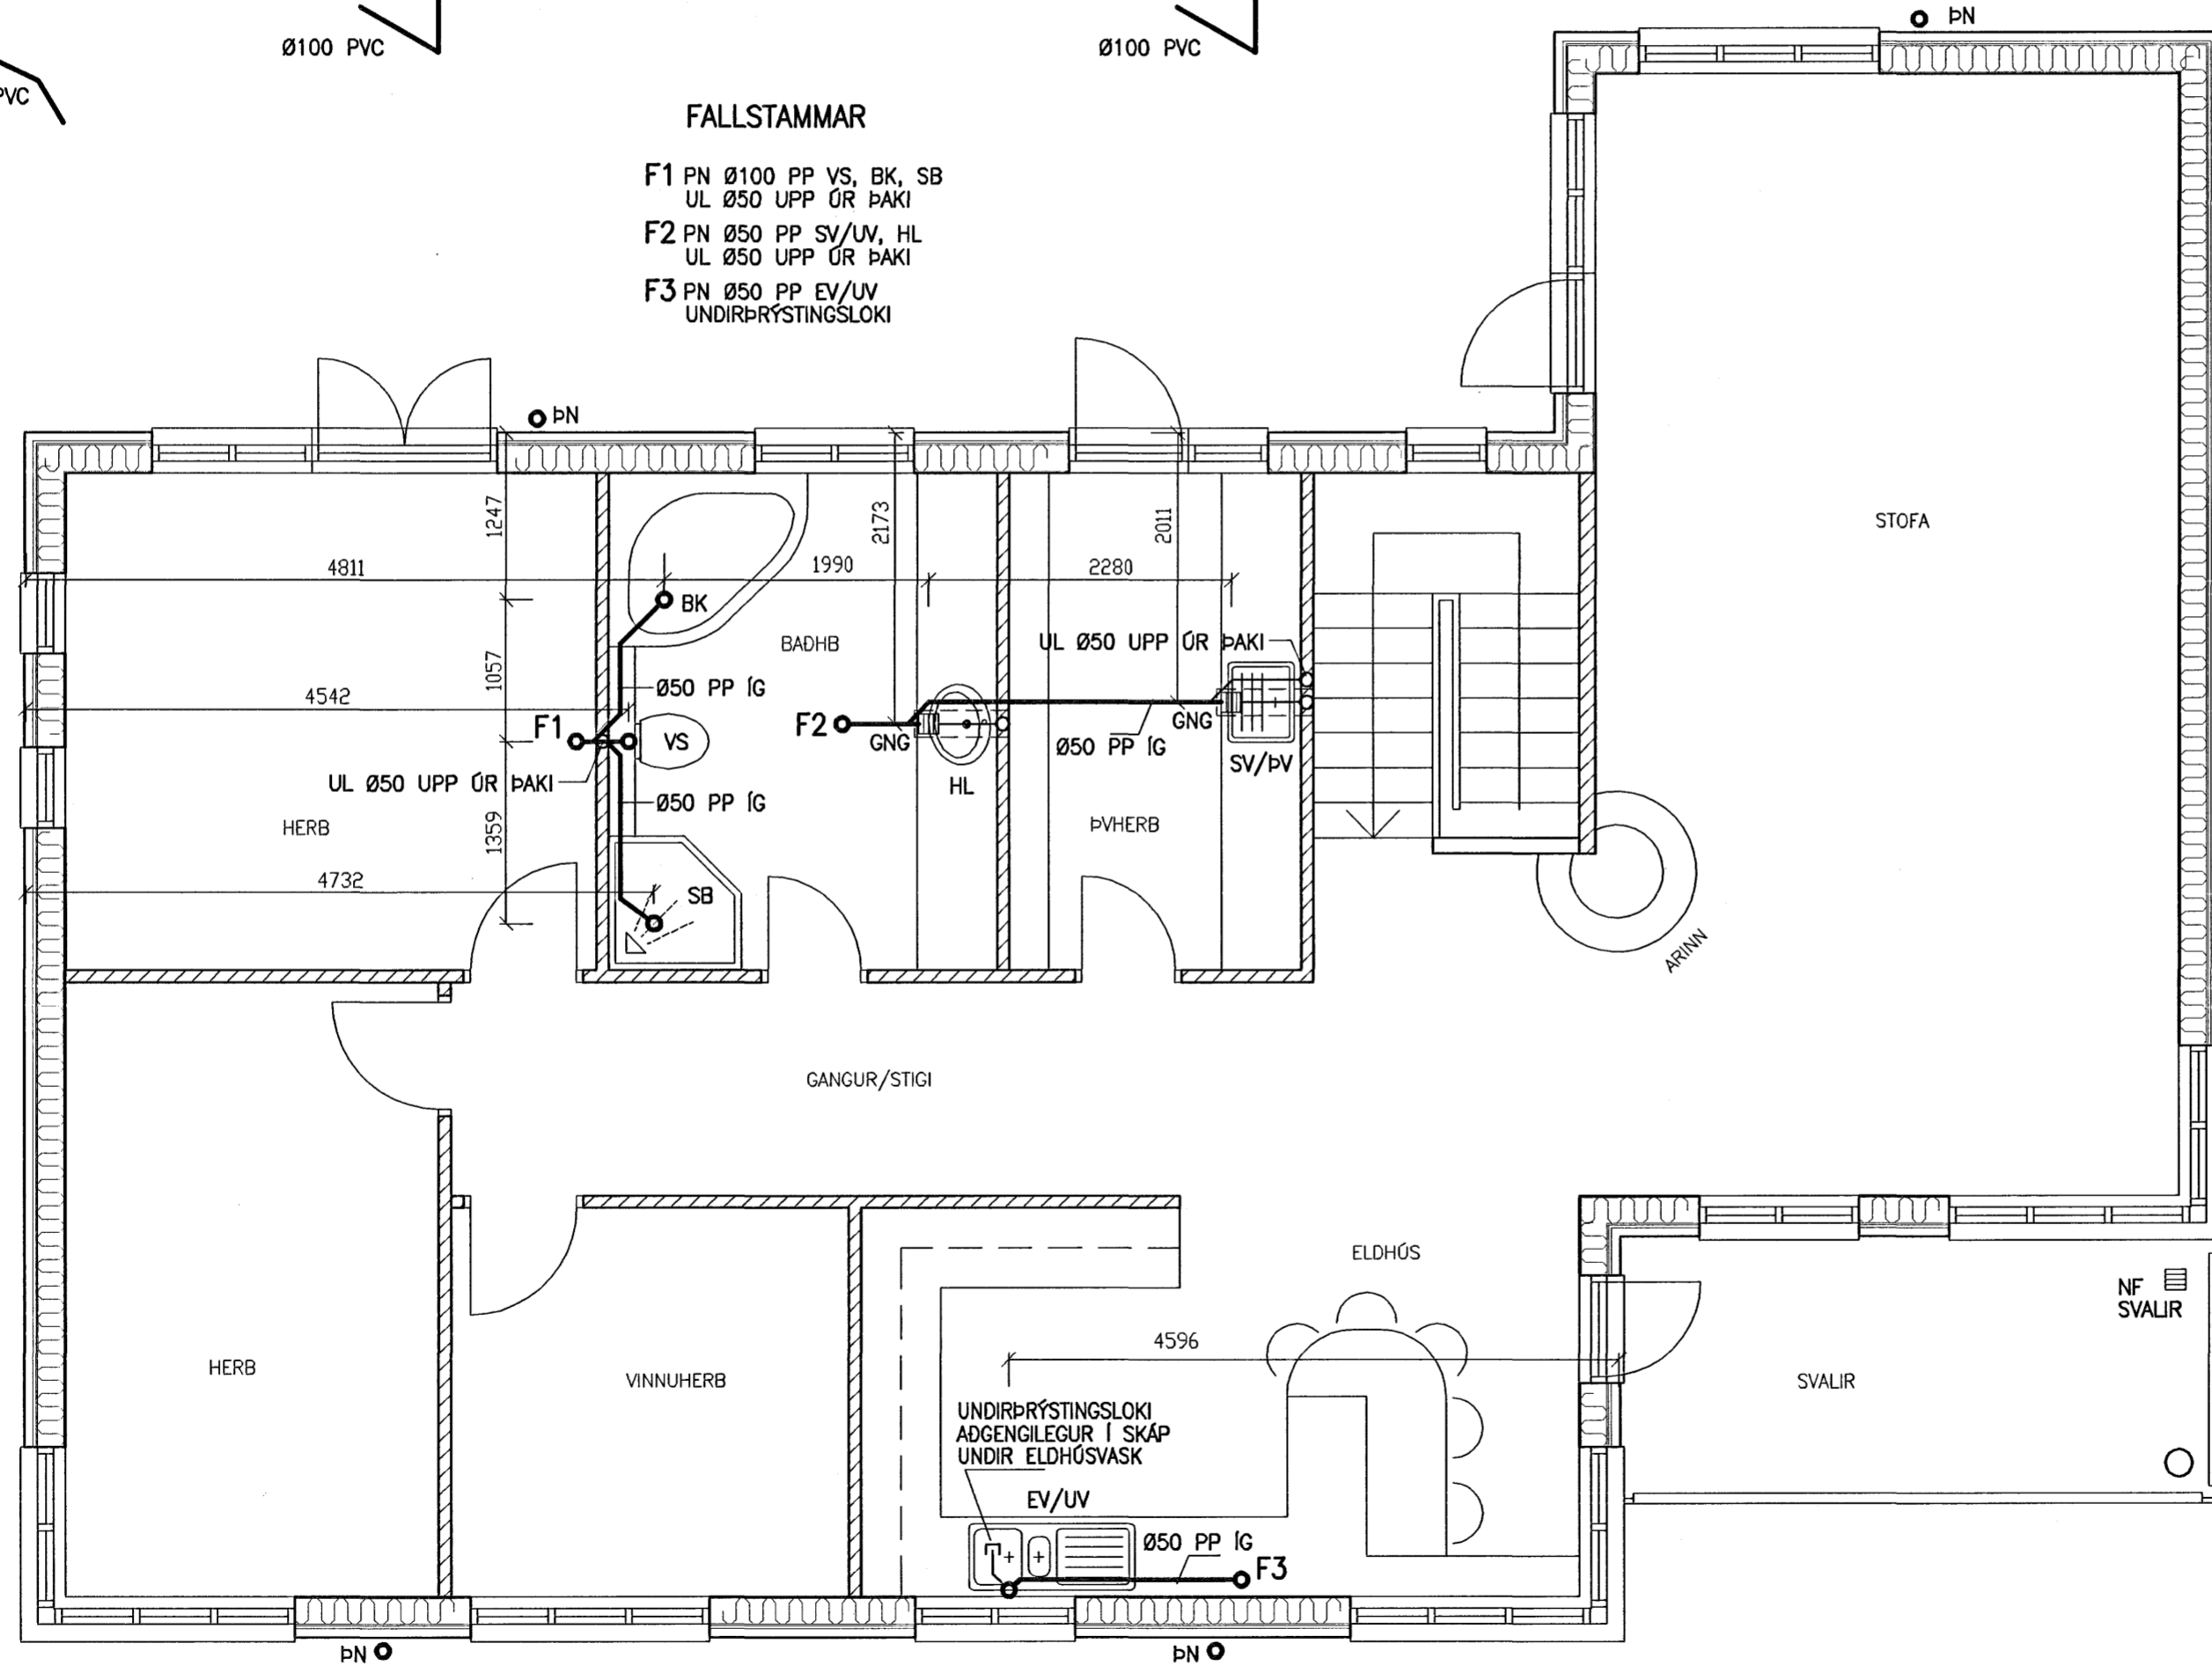 ÞN
Ø100 PVC
Ø100 PVC
PVC
FALLSTAMMAR
F1 PN Ø100 PP VS, BK, SB
UL Ø50 UPP ÚR ÞAKI
F2 PN Ø50 PP SV/UV, HL
UL Ø50 UPP ÚR ÞAKI
F3 PN Ø50 PP EV/UV
UNDIRÞRÝSTINGSLOKI
ÞN
1247
2173
2011
STOFA
4811
1990
2280
BK
BAÐHB
UL Ø50 UPP ÚR ÞAKI
1057
4542
Ø50 PP ÍG
F1
VS
F2
GNG
GNG
Ø50 PP ÍG
SV/ÞV
UL Ø50 UPP ÚR ÞAKI
HL
Ø50 PP ÍG
HERB
1359
ÞVHERB
4732
SB
ARINN
GANGUR/STIGI
ELDHÚS
NF
SVALIR
4596
HERB
VINNUHERB
SVALIR
UNDIRÞRÝSTINGSLOKI
AÐGENGILEGUR Í SKÁP
UNDIR ELDHÚSVASK
EV/UV
Ø50 PP ÍG
F3
ÞN
ÞN